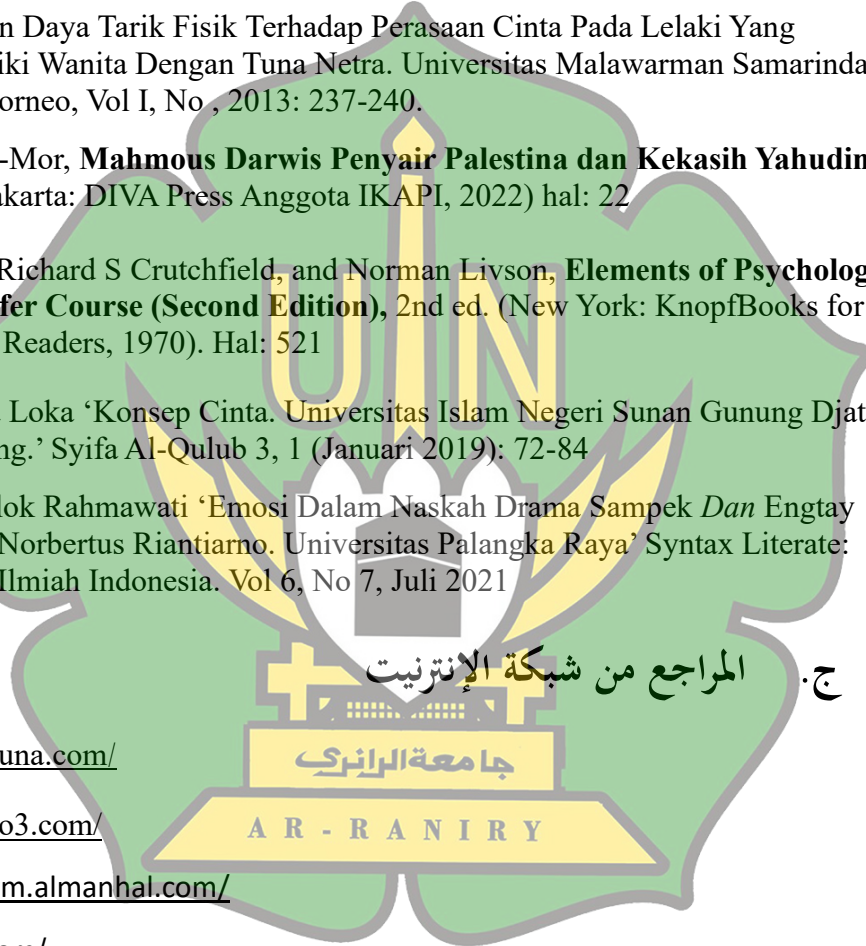 n Daya Tarik Fisik Terhadap Perasaan Cinta Pada Lelaki Yang
iki Wanita Dengan Tuna Netra. Universitas Malawarman Samarinda
orneo, Vol I, No , 2013: 237-240.
-Mor, Mahmous Darwis Penyair Palestina dan Kekasih Yahudin
akarta: DIVA Press Anggota IKAPI, 2022) hal: 22
Richard S Crutchfield, and Norman Livson, Elements of Psycholog
fer Course (Second Edition), 2nd ed. (New York: KnopfBooks for
Readers, 1970). Hal: 521
Loka ‘Konsep Cinta. Universitas Islam Negeri Sunan Gunung Djat
ng.’ Syifa Al-Qulub 3, 1 (Januari 2019): 72-84
lok Rahmawati ‘Emosi Dalam Naskah Drama Sampek Dan Engtay
Norbertus Riantiarno. Universitas Palangka Raya’ Syntax Literate:
Ilmiah Indonesia. Vol 6, No 7, Juli 2021
ج. المراجع من شبكة الإنترنيت
una.com/
o3.com/
m.almanhal.com/
UIN
جامعة الرانري
AR-RANIRY